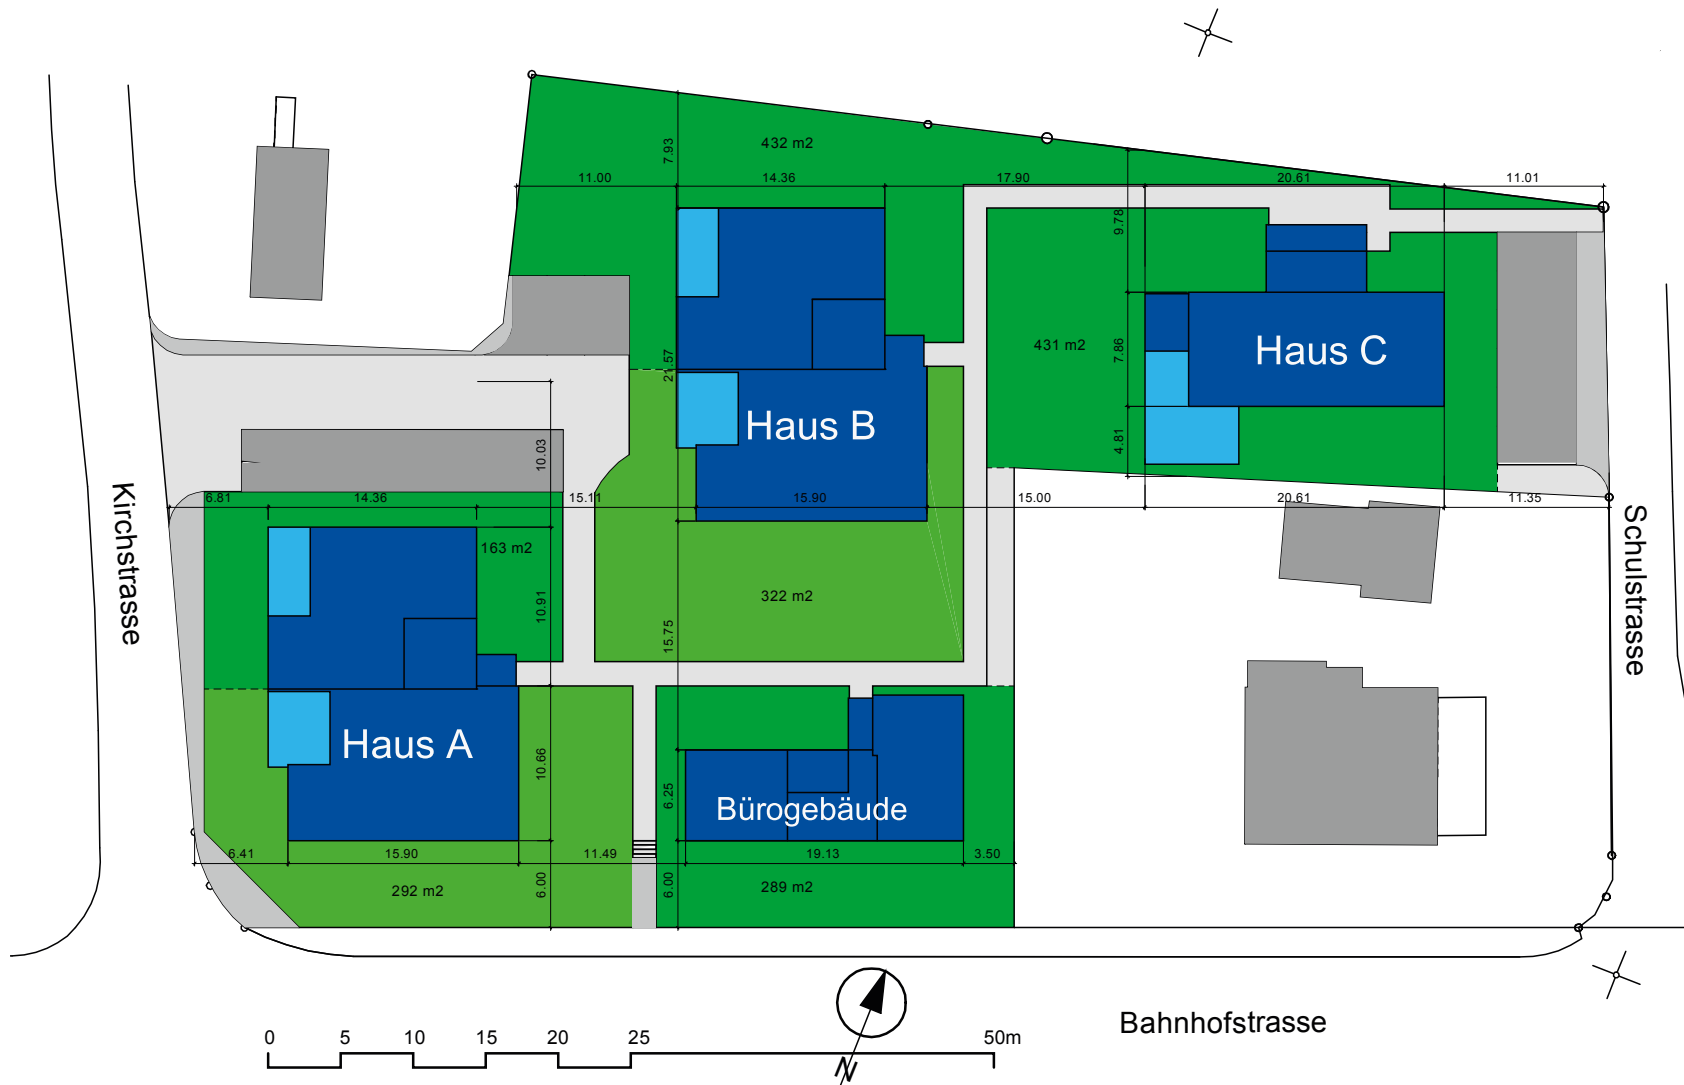 432 m2
7.93
11.00
14.36
17.90
20.61
11.01
9.78
431 m2
7.86
Haus C
21.57
Haus B
4.81
10.03
6.81
14.36
15.11
15.90
15.00
20.61
11.35
Kirchstrasse
Schulstrasse
163 m2
10.91
322 m2
15.75
Haus A
10.66
6.25
Bürogebäude
6.41
15.90
11.49
19.13
3.50
292 m2
6.00
6.00
289 m2
Bahnhofstrasse
0 5 10 15 20 25 50m
N